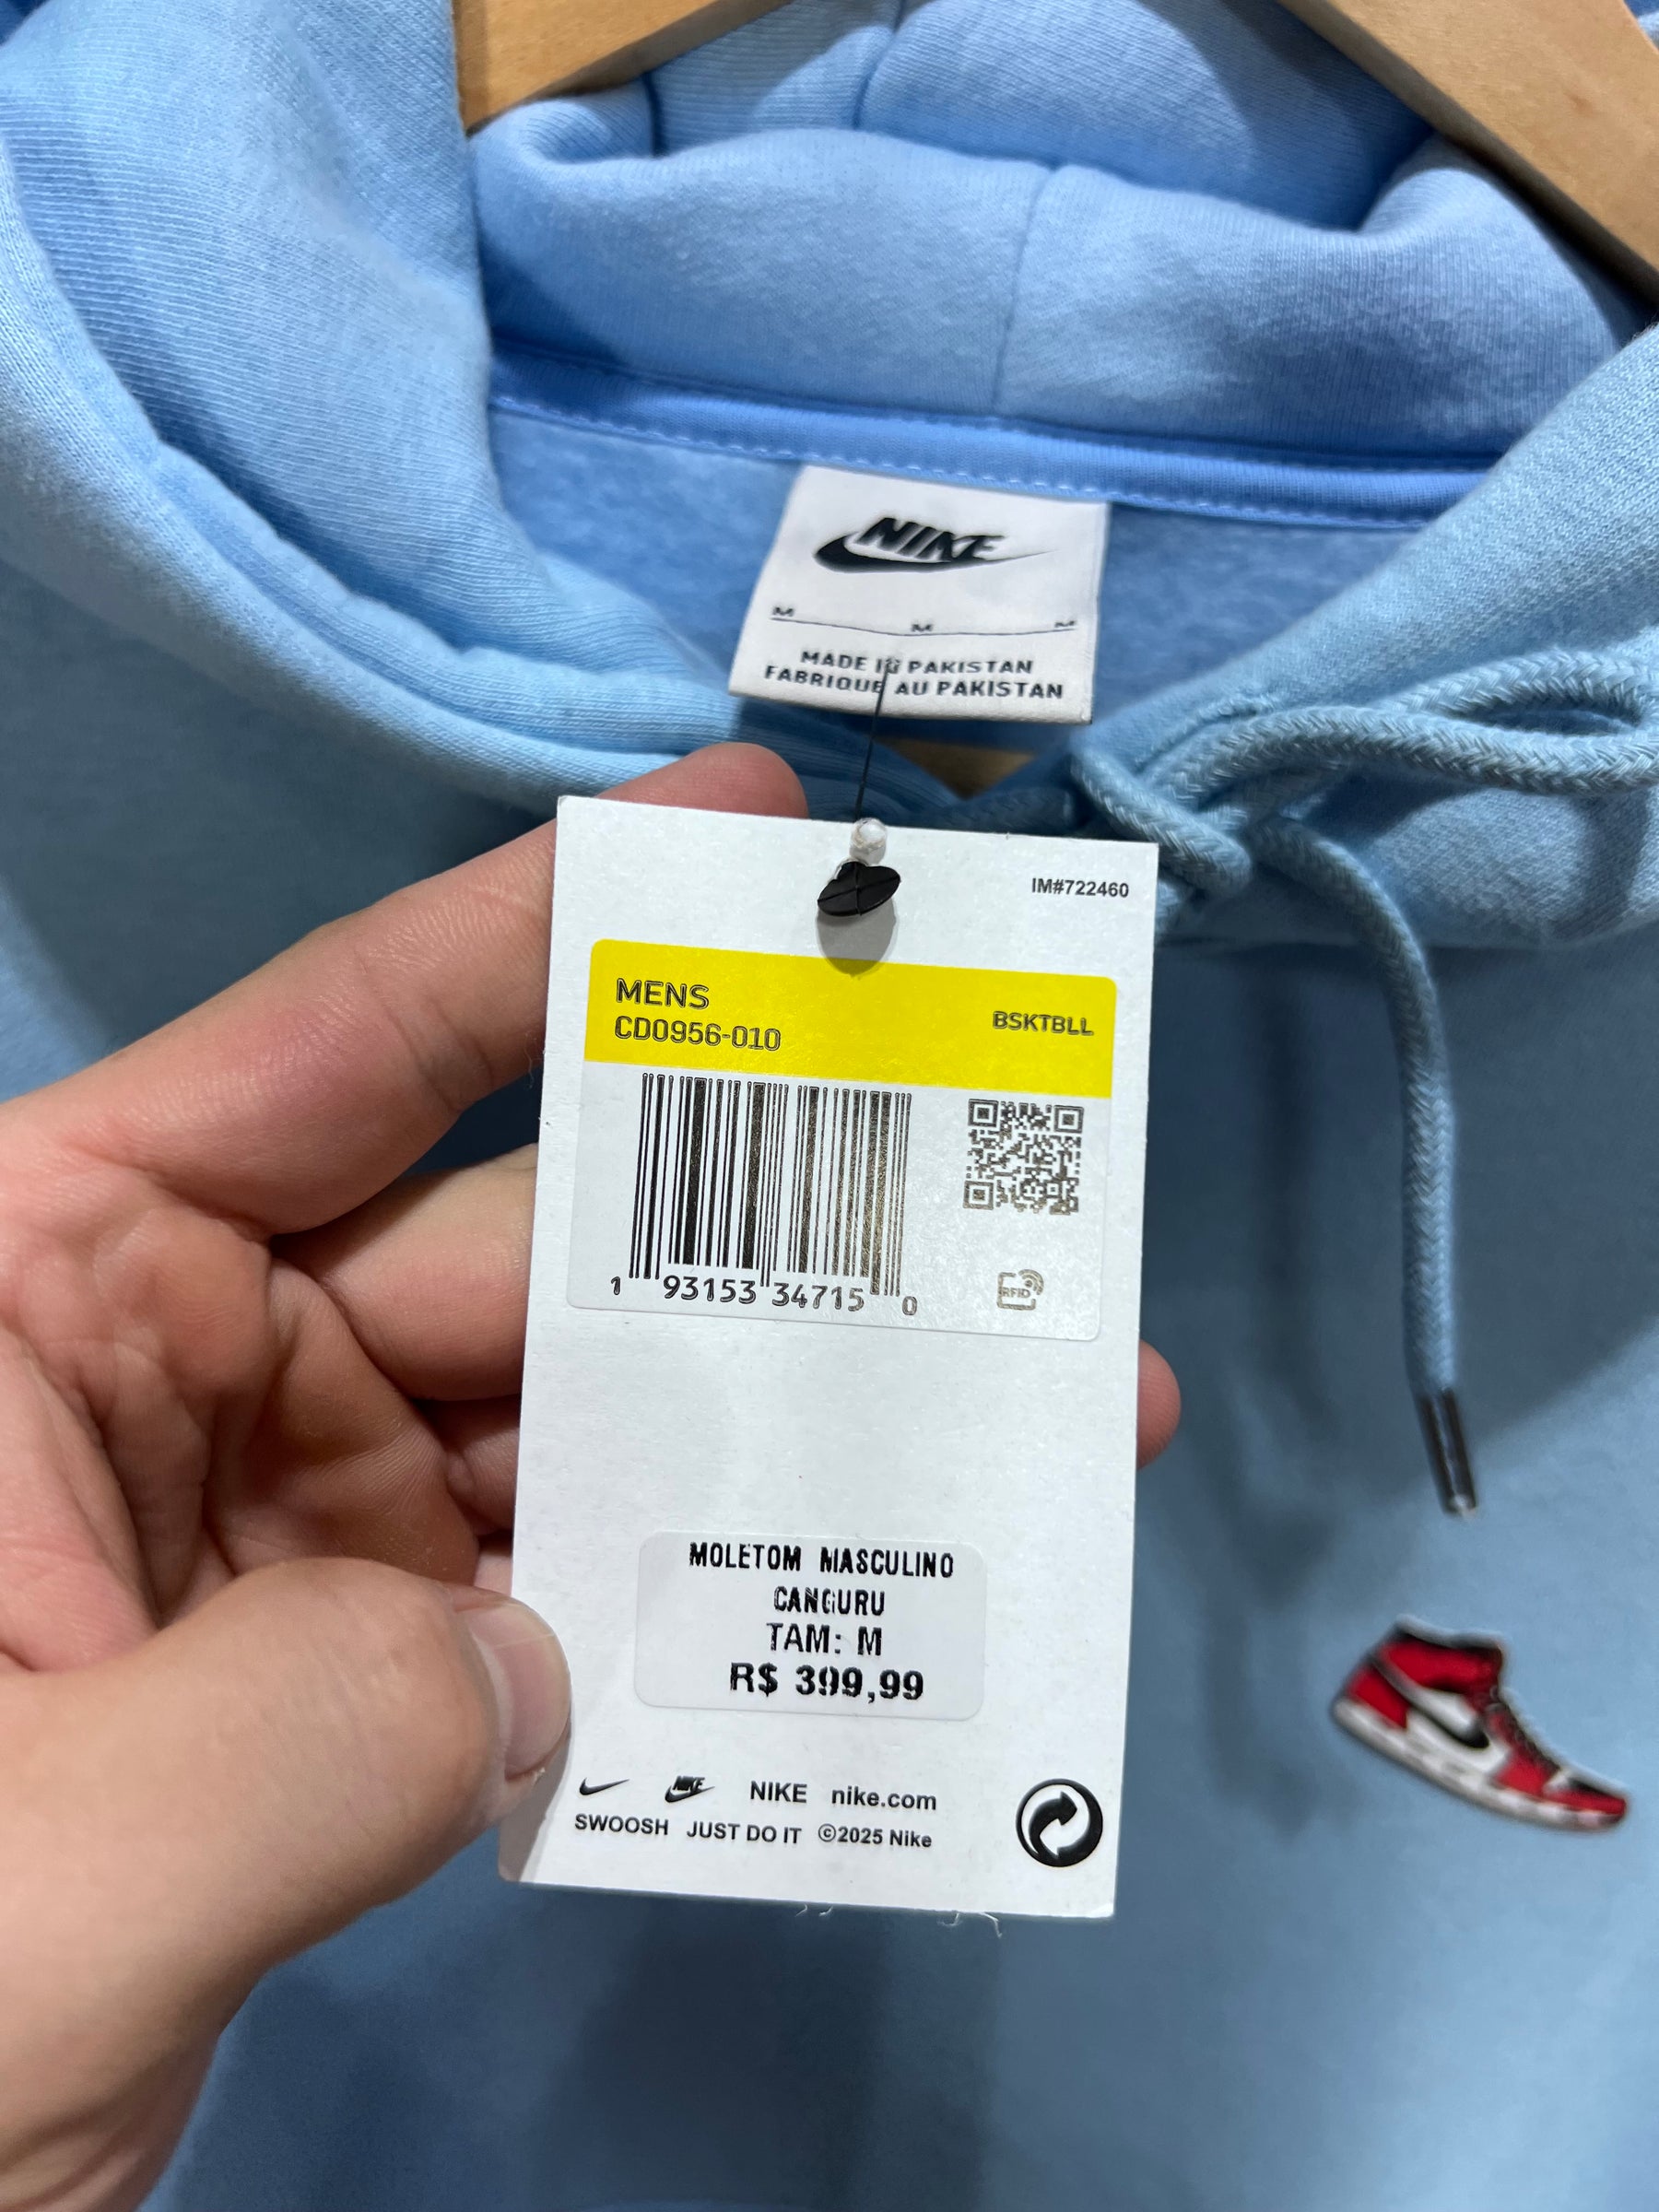 NIKE
M M M
MADE IN PAKISTAN
FABRIQUE AU PAKISTAN
IM#722460
MENS
CD0956-010
BSKTBLL
1 93153 34715 0
RFID
MOLETOM MASCULINO
CANGURU
TAM: M
R$ 399,99
NIKE NIKE nike.com
SWOOSH JUST DO IT ©2025 Nike